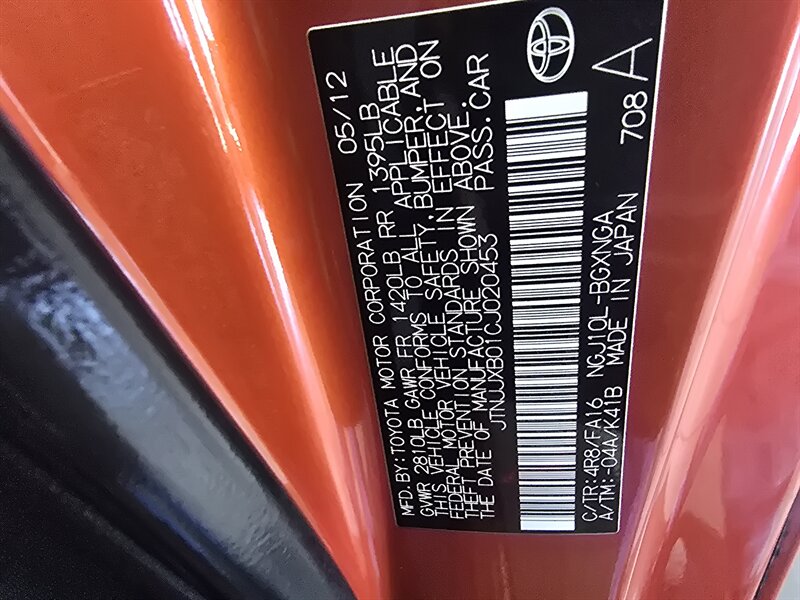 MFD. BY: TOYOTA MOTOR CORPORATION 05/12
GVWR 2810LB GAWR FR 1420LB RR 1395LB
THIS VEHICLE CONFORMS TO ALL APPLICABLE
FEDERAL MOTOR VEHICLE SAFETY, BUMPER, AND
THEFT PREVENTION STANDARDS IN EFFECT ON
THE DATE OF MANUFACTURE SHOWN ABOVE.
JTNJJXB01CJ020453 PASS. CAR
C/TR: 4R8/FA16 NGJ10L-BGXNGA
A/TM: -04A/K41B MADE IN JAPAN
708 A